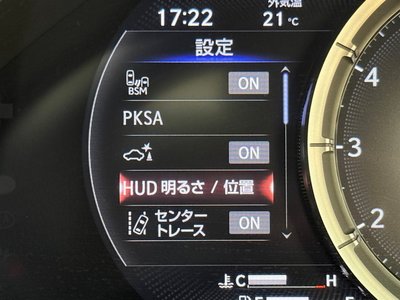 17:22
外気温
21℃
設定
BSM
ON
PKSA
ON
HUD 明るさ / 位置
センター
トレース
ON
4
3
2
C
H
E
F